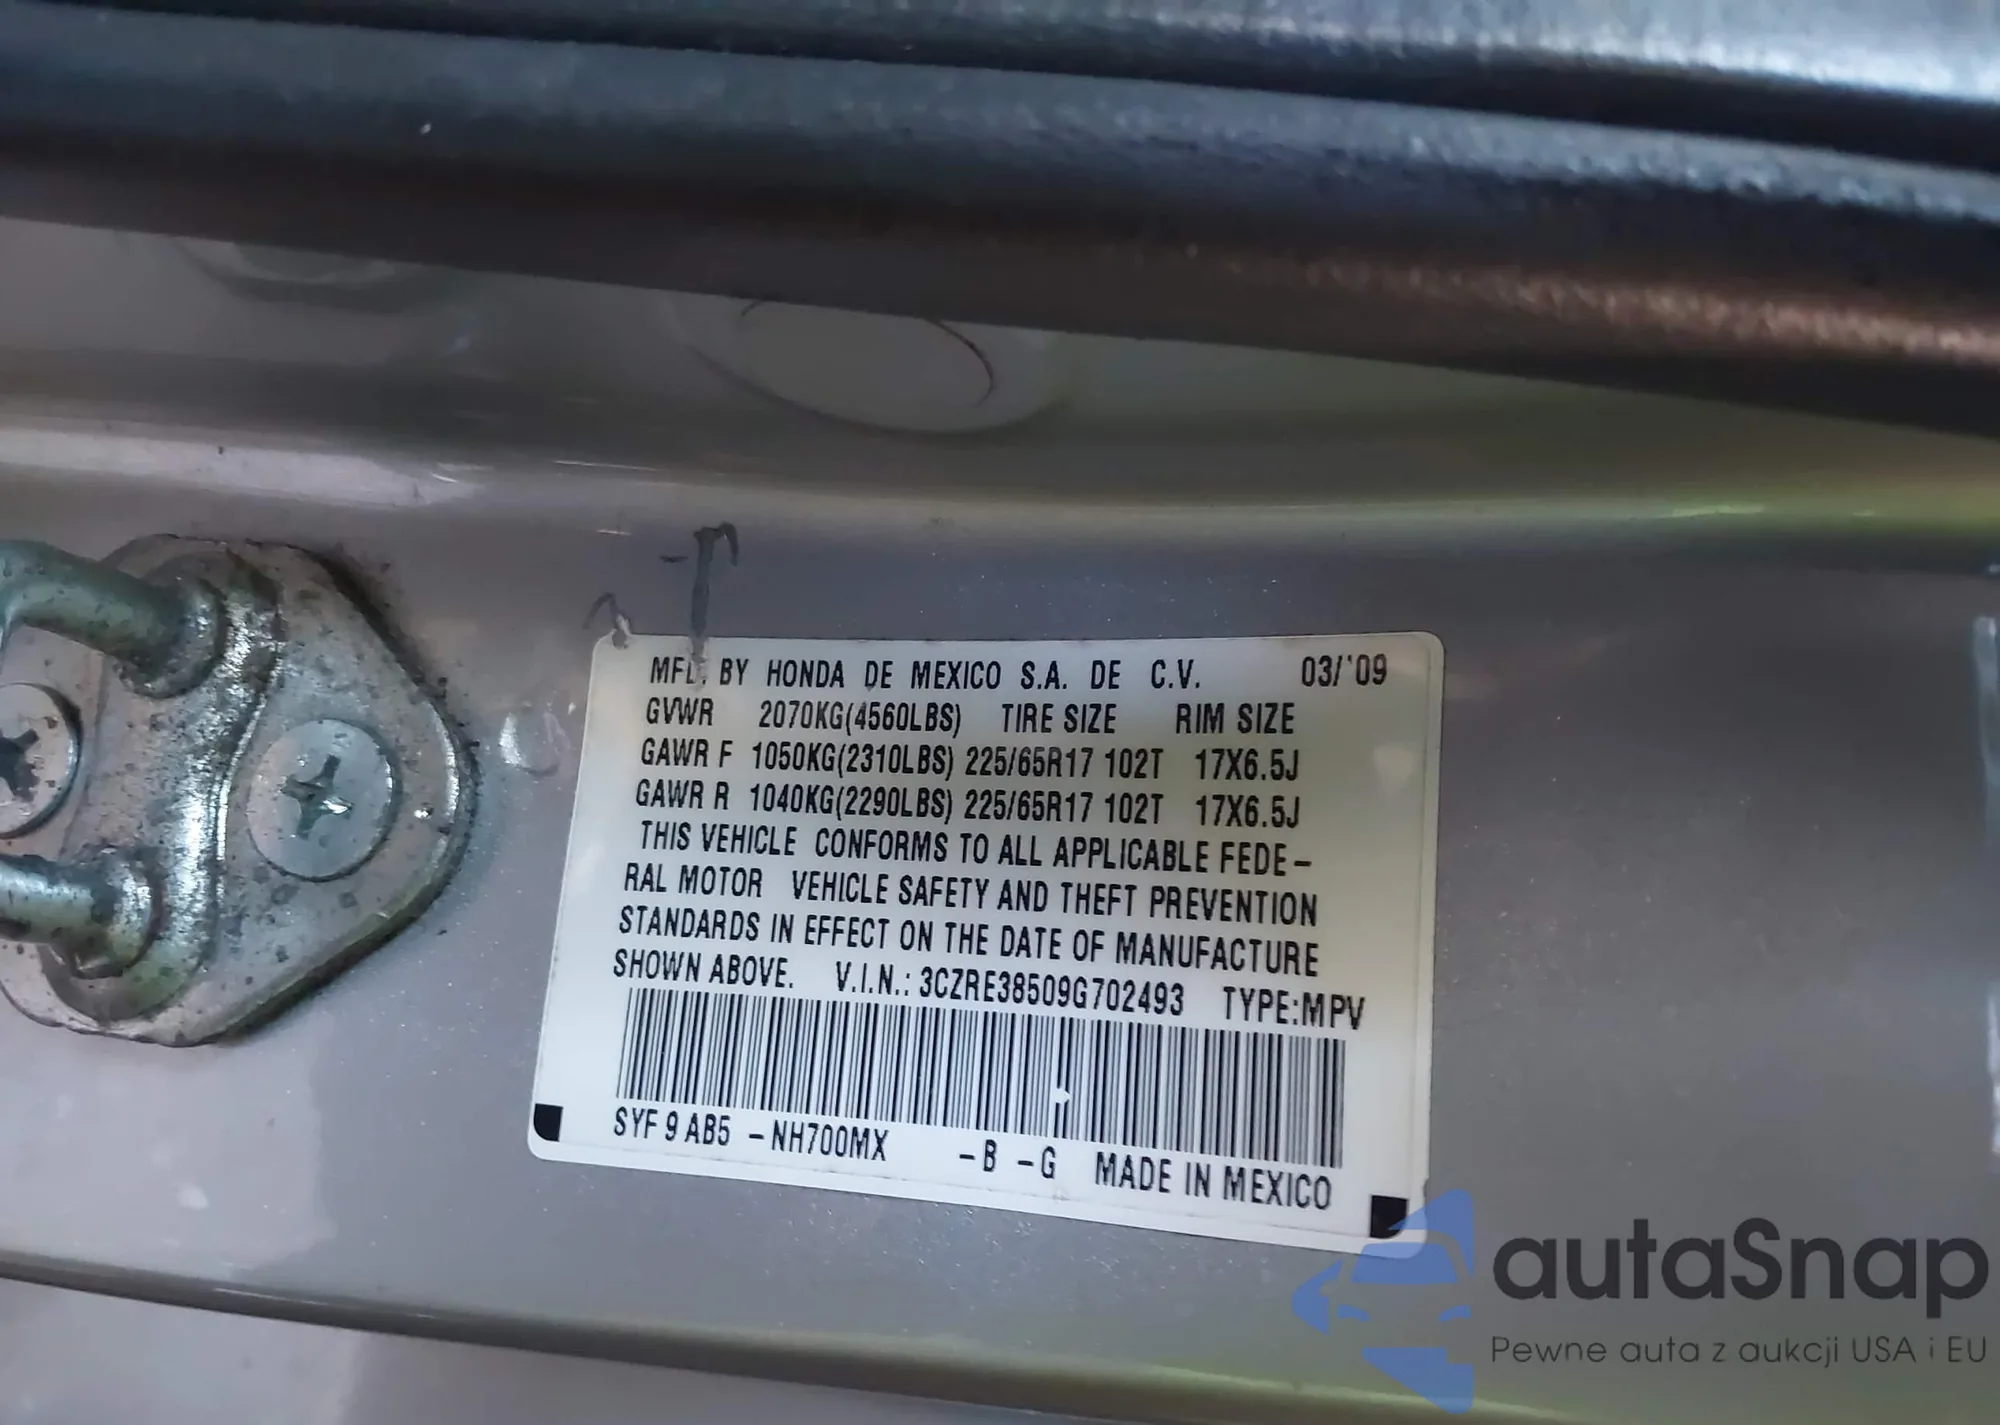 MFD. BY HONDA DE MEXICO S.A. DE C.V. 03/'09
GVWR 2070KG(4560LBS) TIRE SIZE RIM SIZE
GAWR F 1050KG(2310LBS) 225/65R17 102T 17X6.5J
GAWR R 1040KG(2290LBS) 225/65R17 102T 17X6.5J
THIS VEHICLE CONFORMS TO ALL APPLICABLE FEDE–
RAL MOTOR VEHICLE SAFETY AND THEFT PREVENTION
STANDARDS IN EFFECT ON THE DATE OF MANUFACTURE
SHOWN ABOVE. V.I.N.: 3CZRE38509G702493 TYPE:MPV
SYF 9 AB5 –NH700MX –B –G MADE IN MEXICO
autaSnap
Pewne auta z aukcji USA i EU